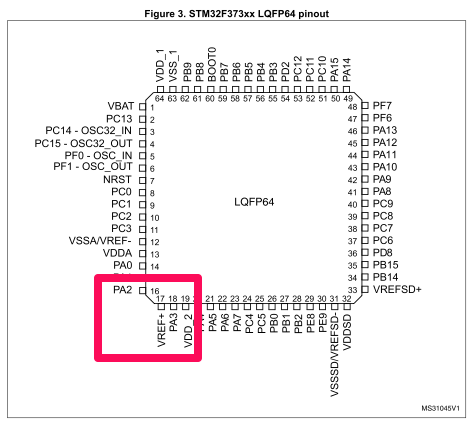 Figure 3. STM32F373xx LQFP64 pinout
VDD_1
VSS_1
PB9
PB8
BOOT0
PB7
PB6
PB5
PB4
PB3
PD2
PC12
PC11
PC10
PA15
PA14
64 63 62 61 60 59 58 57 56 55 54 53 52 51 50 49
VBAT 1
PC13 2
PC14 - OSC32_IN 3
PC15 - OSC32_OUT 4
PF0 - OSC_IN 5
PF1 - OSC_OUT 6
NRST 7
PC0 8
PC1 9
PC2 10
PC3 11
VSSA/VREF- 12
VDDA 13
PA0 14
PA2 16
LQFP64
48 PF7
47 PF6
46 PA13
45 PA12
44 PA11
43 PA10
42 PA9
41 PA8
40 PC9
39 PC8
38 PC7
37 PC6
36 PD8
35 PB15
34 PB14
33 VREFSD+
17 18 19 21 22 23 24 25 26 27 28 29 30 31 32
VREF+
PA3
VDD_2
PA5
PA6
PA7
PC4
PC5
PB0
PB1
PB2
PE8
PE9
VSSSD/VREFSD-
VDDSD
MS31045V1